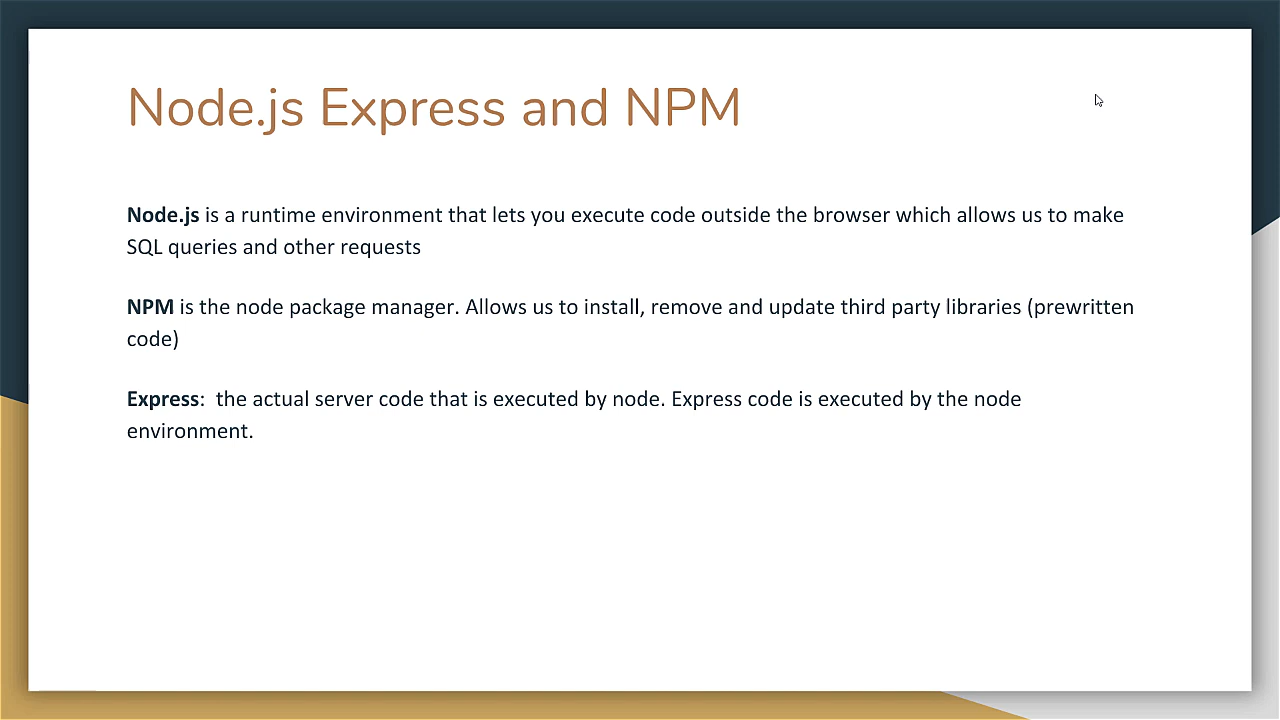 Node.js Express and NPM
Node.js is a runtime environment that lets you execute code outside the browser which allows us to make
SQL queries and other requests
NPM is the node package manager. Allows us to install, remove and update third party libraries (prewritten
code)
Express:  the actual server code that is executed by node. Express code is executed by the node
environment.